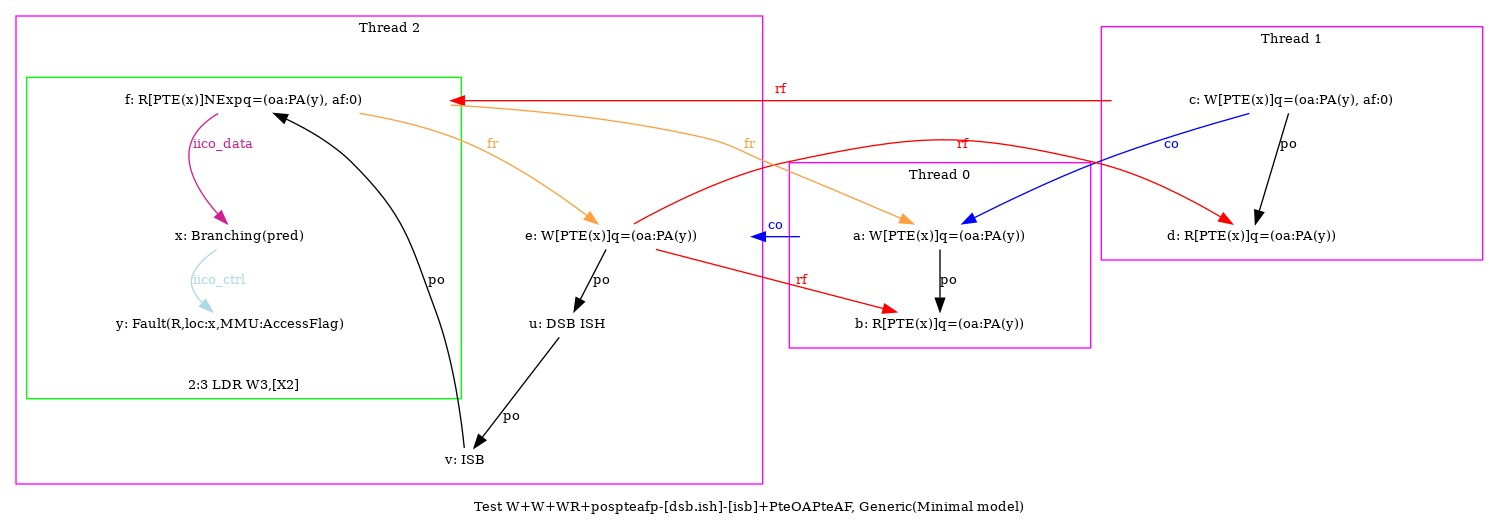 Thread 2
Thread 1
rf
f: R[PTE(x)]NExpq=(oa:PA(y), af:0)
c: W[PTE(x)]q=(oa:PA(y), af:0)
iico_data
fr
fr
rf
co
po
Thread 0
co
x: Branching(pred)
e: W[PTE(x)]q=(oa:PA(y))
a: W[PTE(x)]q=(oa:PA(y))
d: R[PTE(x)]q=(oa:PA(y))
iico_ctrl
po
po
rf
po
y: Fault(R,loc:x,MMU:AccessFlag)
u: DSB ISH
b: R[PTE(x)]q=(oa:PA(y))
2:3 LDR W3,[X2]
po
v: ISB
Test W+W+WR+pospteafp-[dsb.ish]-[isb]+PteOAPteAF, Generic(Minimal model)